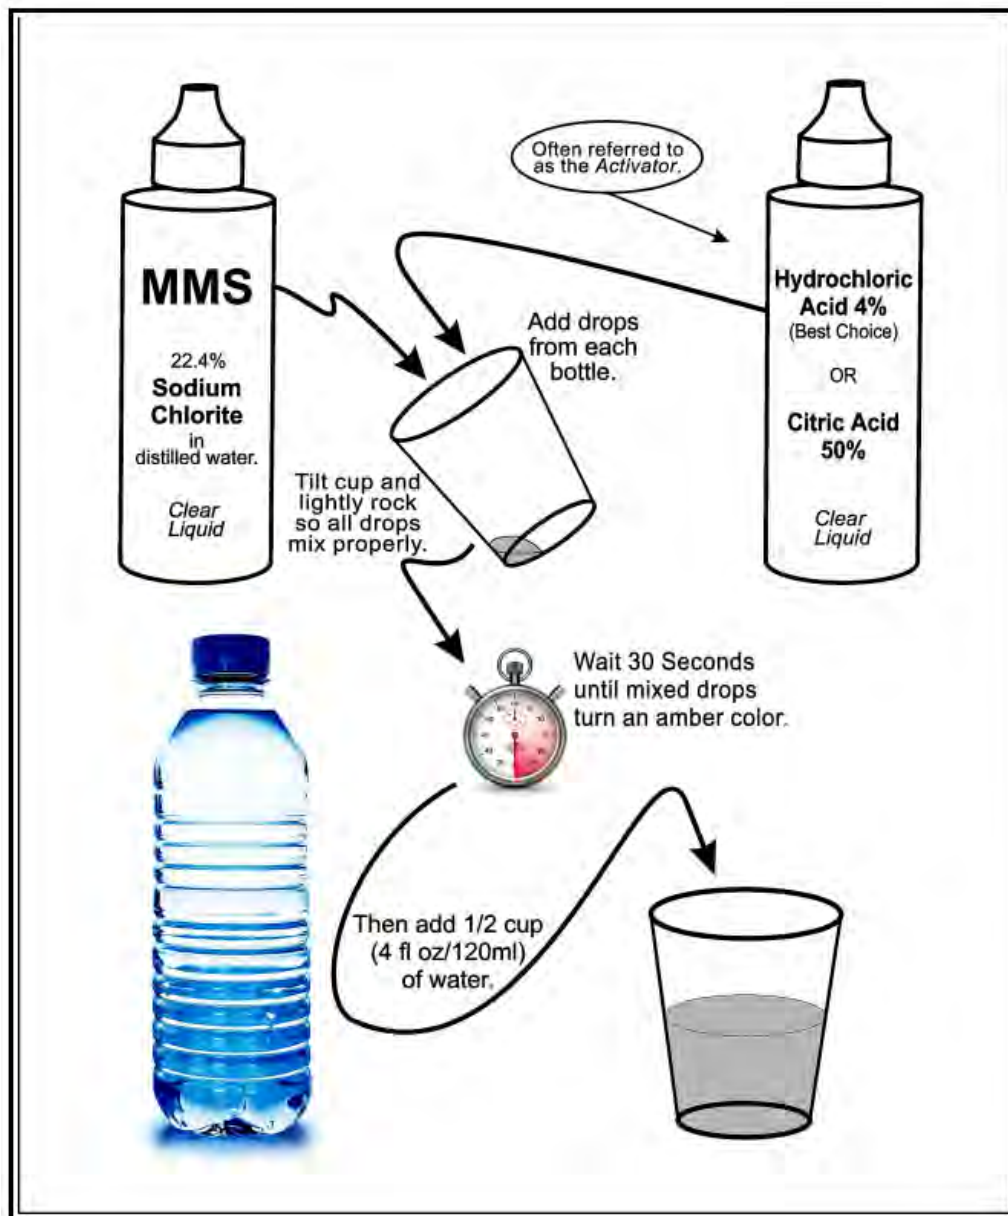 MMS
22.4%
Sodium
Chlorite
in
distilled water.
Clear
Liquid
Often referred to
as the Activator.
Hydrochloric
Acid 4%
(Best Choice)
OR
Citric Acid
50%
Clear
Liquid
Add drops
from each
bottle.
Tilt cup and
lightly rock
so all drops
mix properly.
Wait 30 Seconds
until mixed drops
turn an amber color.
Then add 1/2 cup
(4 fl oz/120ml)
of water.